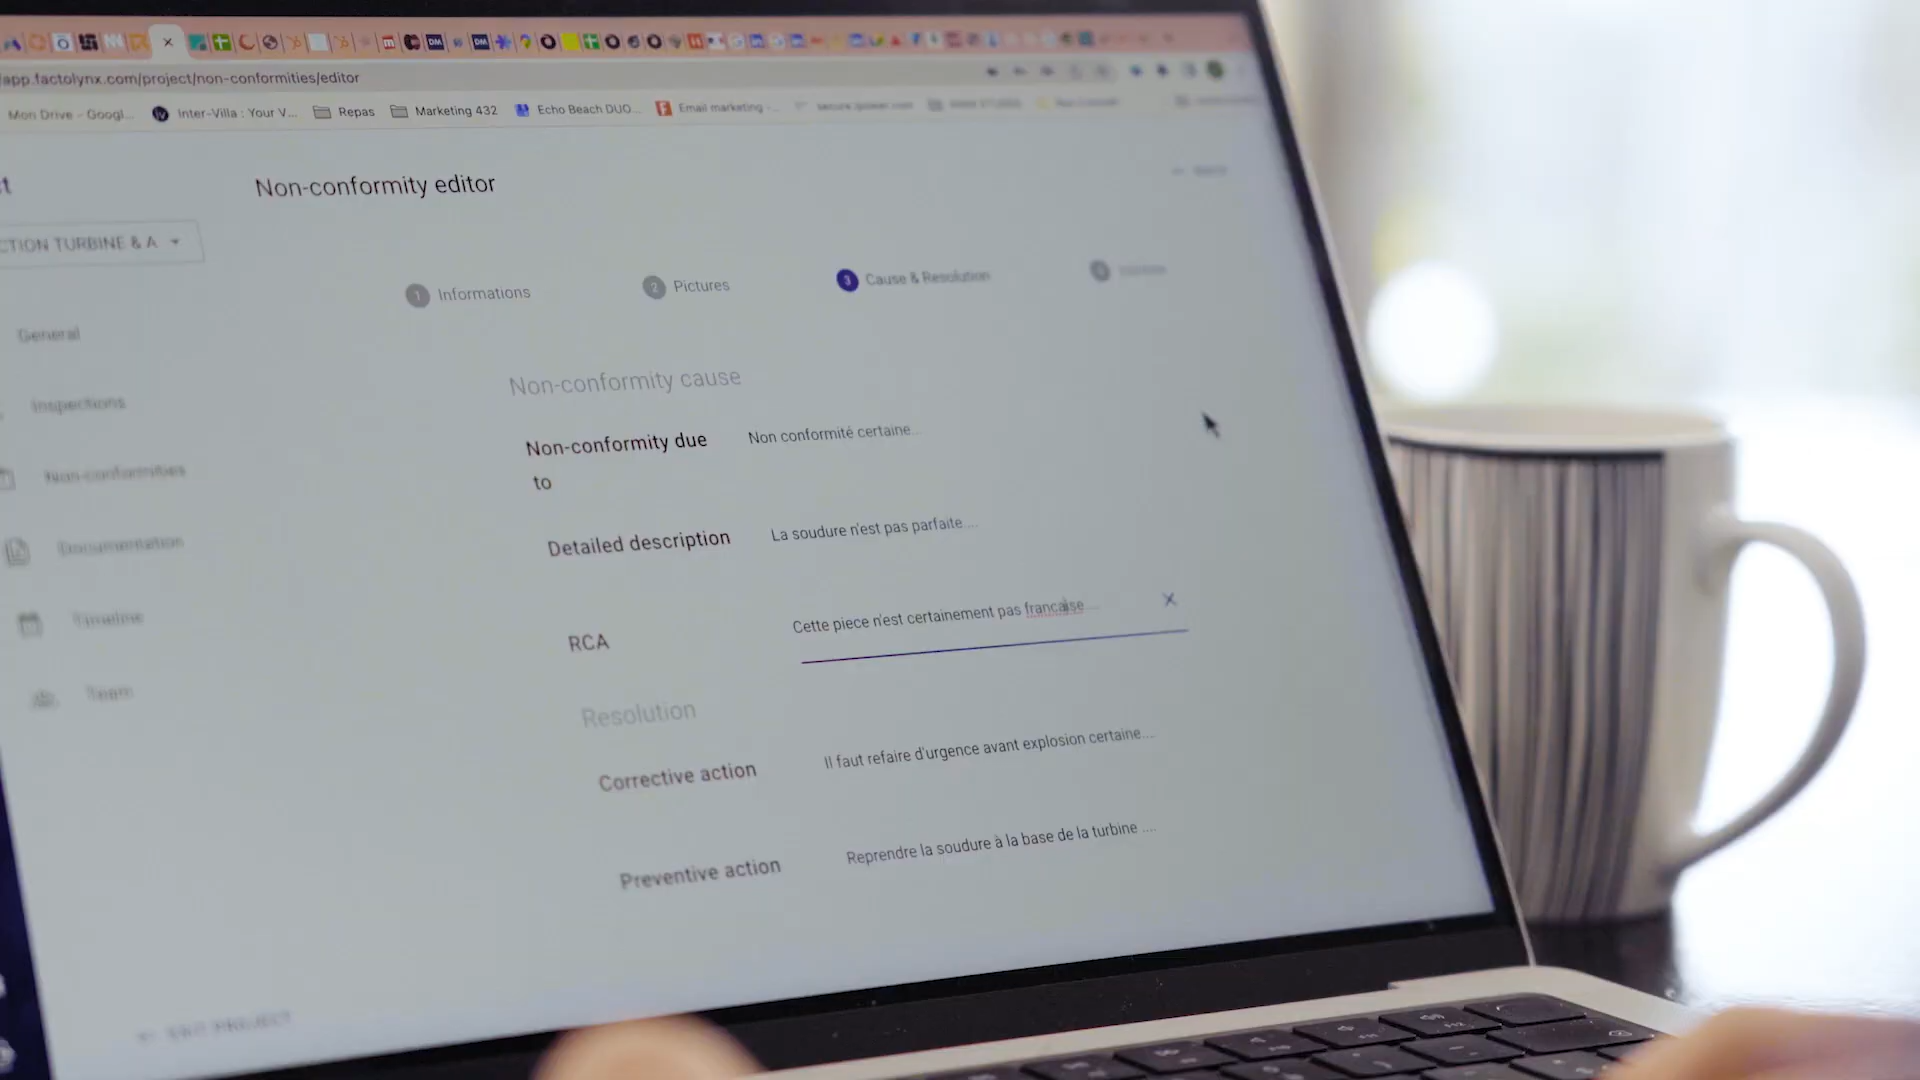 app.factolynx.com/project/non-conformities/editor
Mon Drive - Googl... Inter-Villa : Your V... Repas Marketing 432 Echo Beach DUO... Email marketing -...
Non-conformity editor
CTION TURBINE & A
1 Informations 2 Pictures 3 Cause & Resolution
General
Inspections
Non-conformities
Documentation
Timeline
Team
Non-conformity cause
Non-conformity due to
Non conformité certaine...
Detailed description
La soudure n'est pas parfaite....
RCA
Cette piece n'est certainement pas francaise....
Resolution
Corrective action
Il faut refaire d'urgence avant explosion certaine....
Preventive action
Reprendre la soudure à la base de la turbine ....
EXIT PROJECT